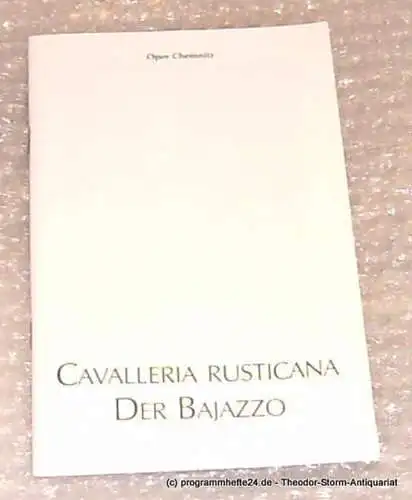 Oper Chemnitz
CAVALLERIA RUSTICANA
DER BAJAZZO
(c) programmhefte24.de - Theodor-Storm-Antiquariat